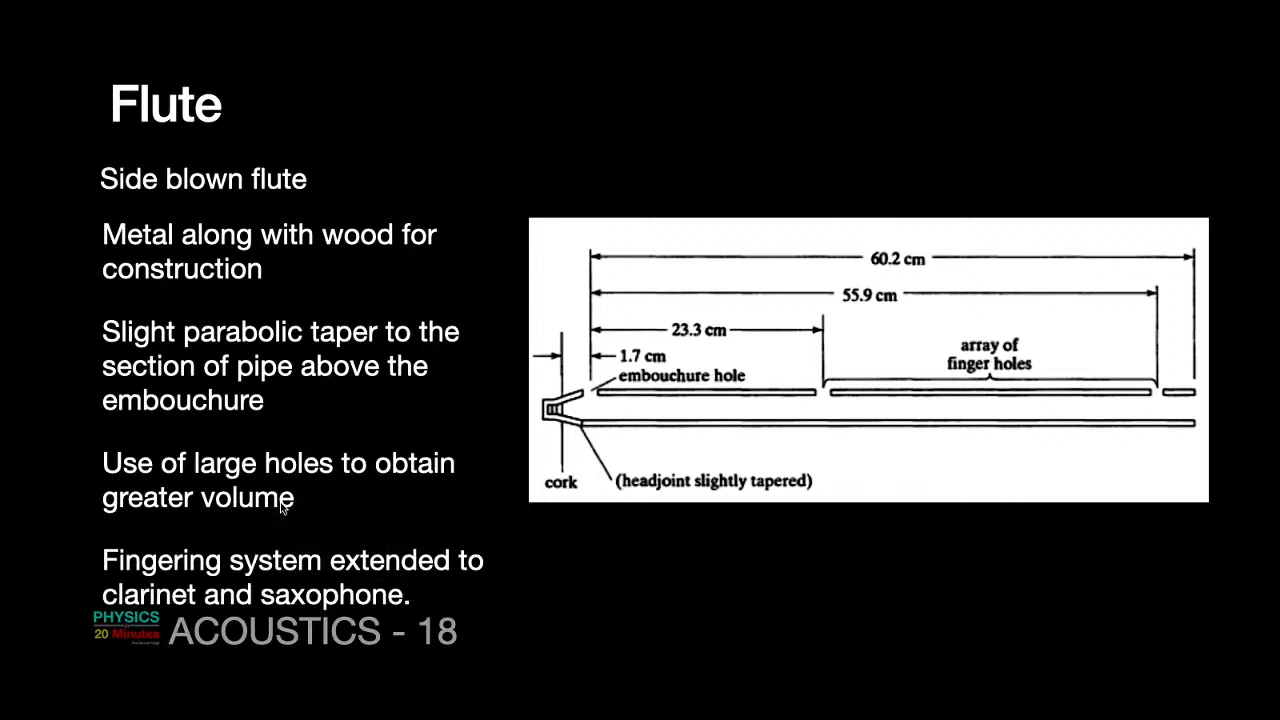 Flute
Side blown flute
Metal along with wood for
construction
Slight parabolic taper to the
section of pipe above the
embouchure
Use of large holes to obtain
greater volume
Fingering system extended to
clarinet and saxophone.
60.2 cm
55.9 cm
23.3 cm
1.7 cm
embouchure hole
array of
finger holes
cork
(headjoint slightly tapered)
PHYSICS
20 Minutes
ACOUSTICS - 18